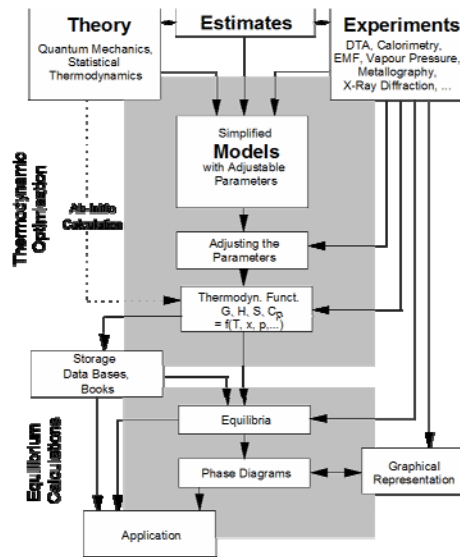 Theory
Quantum Mechanics,
Statistical
Thermodynamics
Estimates
Experiments
DTA, Calorimetry,
EMF, Vapour Pressure,
Metallography,
X-Ray Diffraction, ...
Simplified
Models
with Adjustable
Parameters
Thermodynamic
Optimisation
Ab-Initio
Calculation
Adjusting the
Parameters
Thermodyn. Funct.
G, H, S, Cp
= f(T, x, p,...)
Storage
Data Bases,
Books
Equilibrium
Calculations
Equilibria
Phase Diagrams
Graphical
Representation
Application